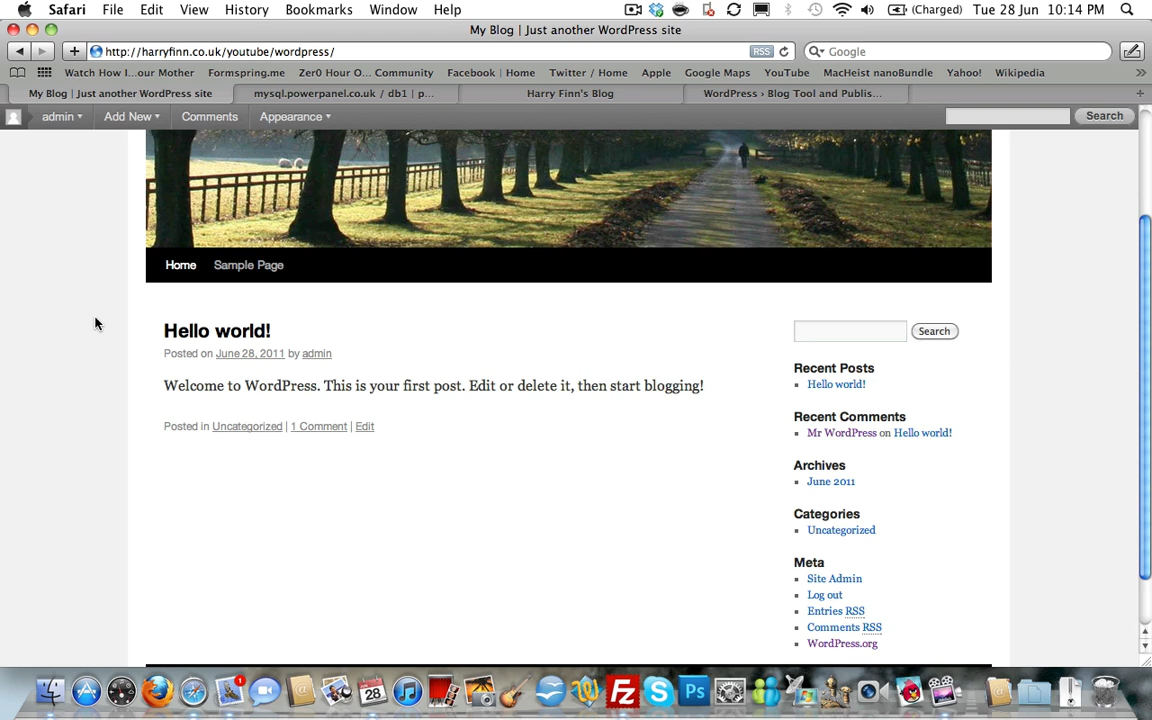 Safari File Edit View History Bookmarks Window Help (Charged) Tue 28 Jun 10:14 PM
My Blog | Just another WordPress site
http://harryfinn.co.uk/youtube/wordpress/ RSS Google
Watch How I...our Mother Formspring.me Zer0 Hour O... Community Facebook | Home Twitter / Home Apple Google Maps YouTube MacHeist nanoBundle Yahoo! Wikipedia
My Blog | Just another WordPress site mysql.powerpanel.co.uk / db1 | p... Harry Finn's Blog WordPress › Blog Tool and Publis...
admin Add New Comments Appearance Search
Home Sample Page
Hello world!
Posted on June 28, 2011 by admin
Welcome to WordPress. This is your first post. Edit or delete it, then start blogging!
Posted in Uncategorized | 1 Comment | Edit
Search
Recent Posts
Hello world!
Recent Comments
Mr WordPress on Hello world!
Archives
June 2011
Categories
Uncategorized
Meta
Site Admin
Log out
Entries RSS
Comments RSS
WordPress.org
1
28
Fz
S
Ps